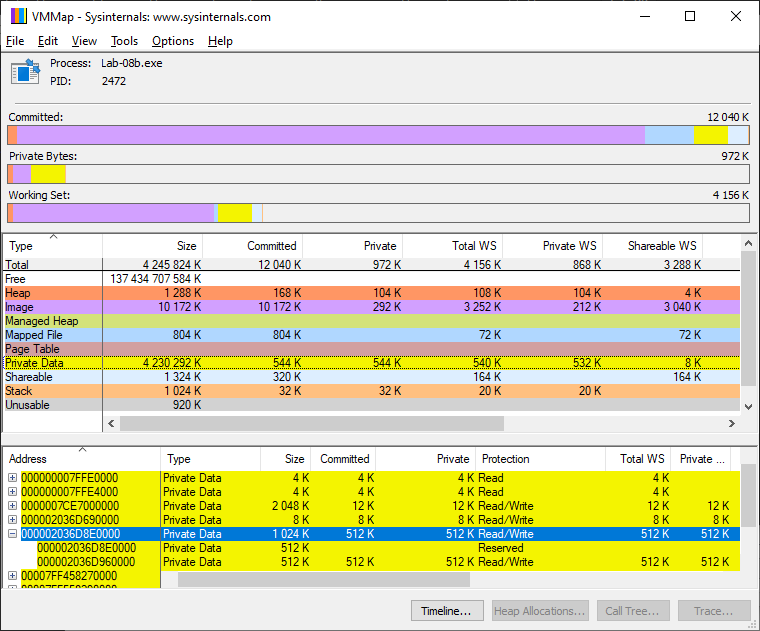 VMMap - Sysinternals: www.sysinternals.com
File Edit View Tools Options Help
Process: Lab-08b.exe
PID: 2472
Committed: 12 040 K
Private Bytes: 972 K
Working Set: 4 156 K
Type Size Committed Private Total WS Private WS Shareable WS
Total 4 245 824 K 12 040 K 972 K 4 156 K 868 K 3 288 K
Free 137 434 707 584 K
Heap 1 288 K 168 K 104 K 108 K 104 K 4 K
Image 10 172 K 10 172 K 292 K 3 252 K 212 K 3 040 K
Managed Heap
Mapped File 804 K 804 K 72 K 72 K
Page Table
Private Data 4 230 292 K 544 K 544 K 540 K 532 K 8 K
Shareable 1 324 K 320 K 164 K 164 K
Stack 1 024 K 32 K 32 K 20 K 20 K
Unusable 920 K
Address Type Size Committed Private Protection Total WS Private ...
000000007FFE0000 Private Data 4 K 4 K 4 K Read 4 K
000000007FFE4000 Private Data 4 K 4 K 4 K Read 4 K
0000007CE7000000 Private Data 2 048 K 12 K 12 K Read/Write 12 K 12 K
000002036D690000 Private Data 8 K 8 K 8 K Read/Write 8 K 8 K
000002036D8E0000 Private Data 1 024 K 512 K 512 K Read/Write 512 K 512 K
000002036D8E0000 Private Data 512 K Reserved
000002036D960000 Private Data 512 K 512 K 512 K Read/Write 512 K 512 K
00007FF458270000
Timeline... Heap Allocations... Call Tree... Trace...